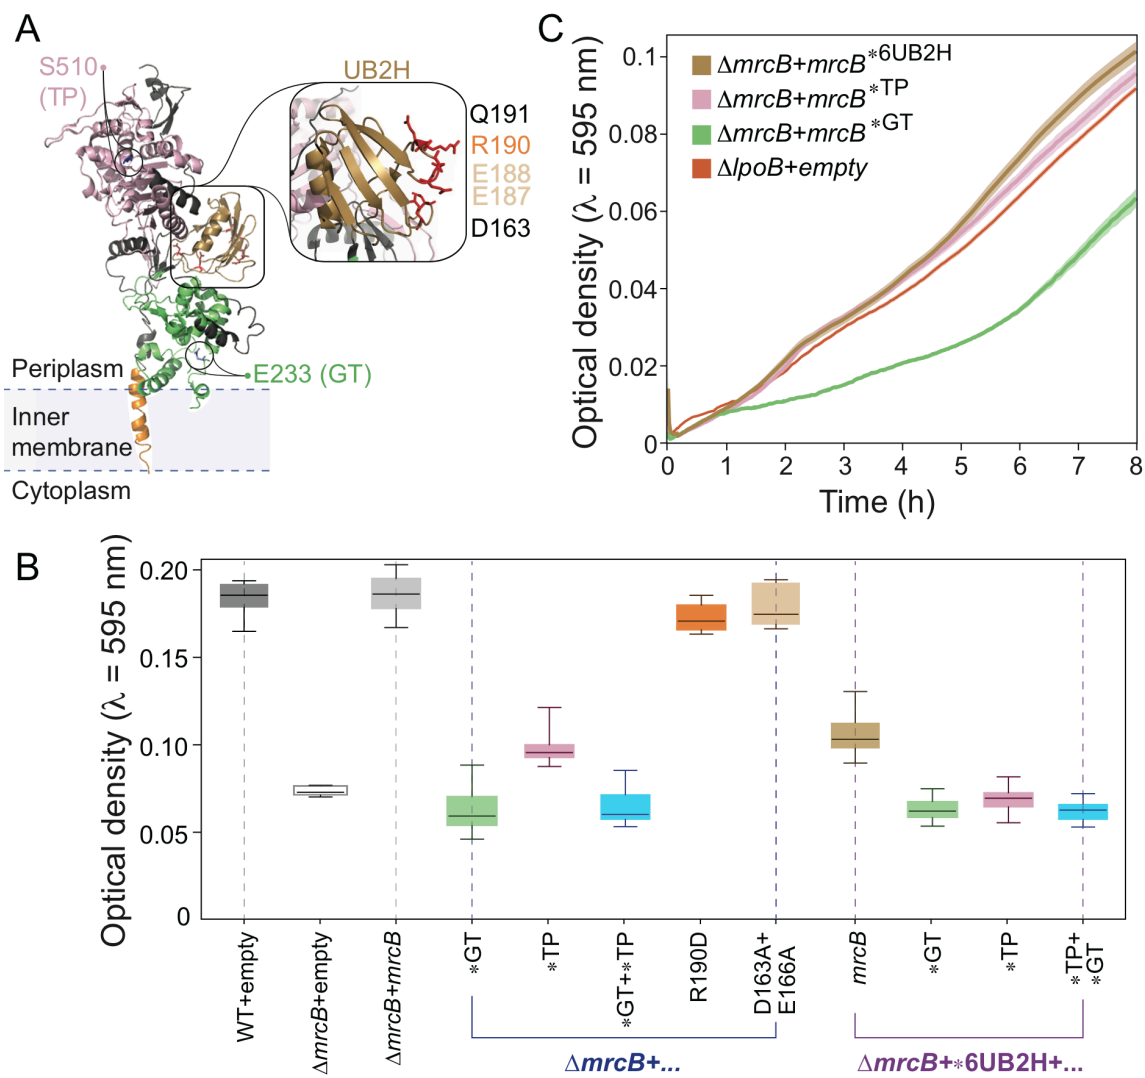 A
S510
(TP)
UB2H
Q191
R190
E188
E187
D163
E233 (GT)
Periplasm
Inner
membrane
Cytoplasm
C
Optical density (λ = 595 nm)
0.1
0.08
0.06
0.04
0.02
0
0 1 2 3 4 5 6 7 8
Time (h)
ΔmrcB+mrcB*6UB2H
ΔmrcB+mrcB*TP
ΔmrcB+mrcB*GT
ΔlpoB+empty
B
Optical density (λ = 595 nm)
0.20
0.15
0.10
0.05
0
WT+empty
ΔmrcB+empty
ΔmrcB+mrcB
*GT
*TP
*GT+*TP
R190D
D163A+
E166A
mrcB
*GT
*TP
*TP+
*GT
ΔmrcB+...
ΔmrcB+*6UB2H+...